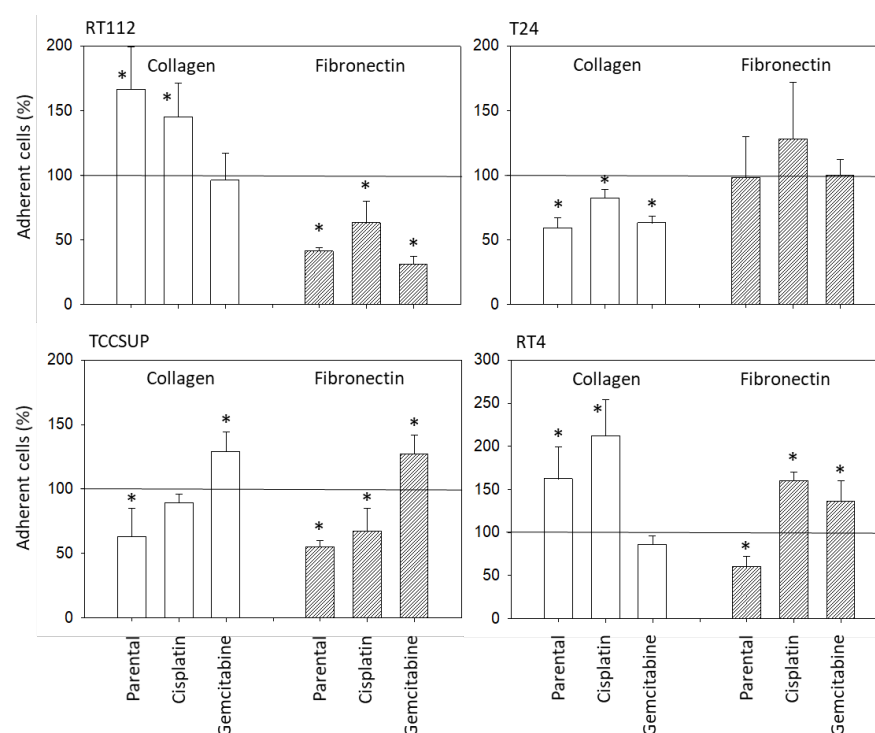 RT112
Adherent cells (%)
200
150
100
50
0
Collagen
Fibronectin
*
*
*
*
*
T24
200
150
100
50
0
Collagen
Fibronectin
*
*
*
TCCSUP
Adherent cells (%)
200
150
100
50
0
Collagen
Fibronectin
*
*
*
*
*
Parental
Cisplatin
Gemcitabine
Parental
Cisplatin
Gemcitabine
RT4
300
250
200
150
100
50
0
Collagen
Fibronectin
*
*
*
*
*
Parental
Cisplatin
Gemcitabine
Parental
Cisplatin
Gemcitabine